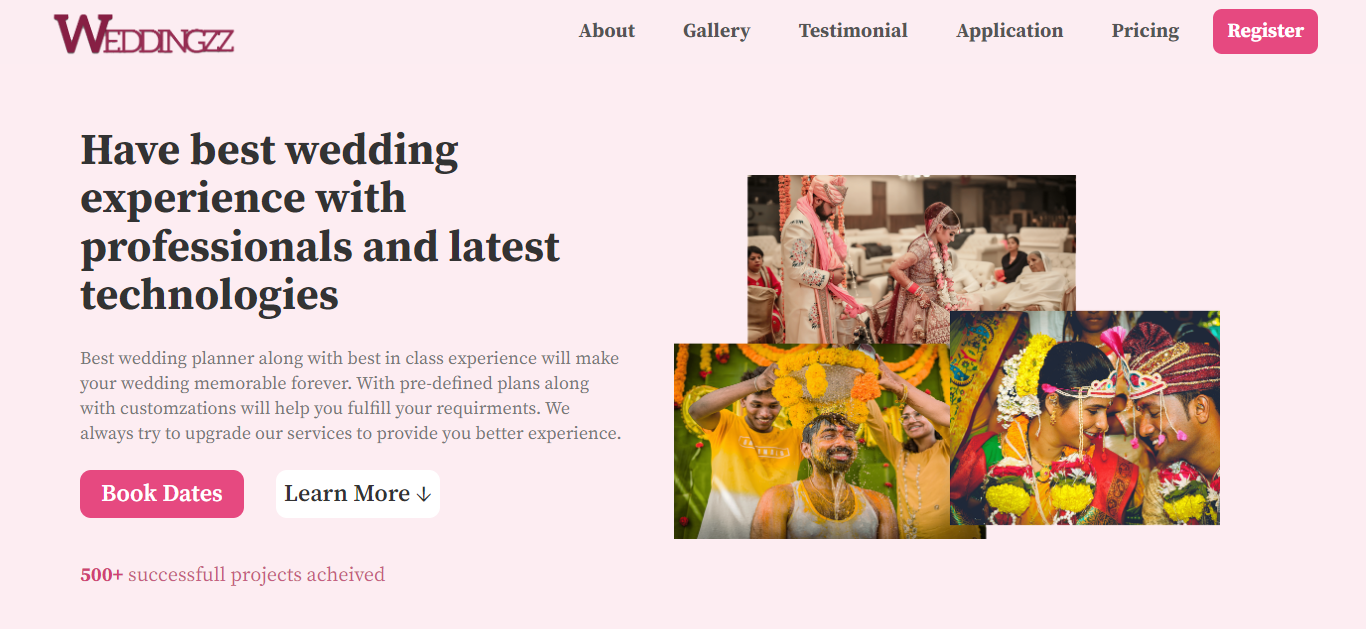 WEDDINGZZ
About Gallery Testimonial Application Pricing Register
Have best wedding
experience with
professionals and latest
technologies
Best wedding planner along with best in class experience will make
your wedding memorable forever. With pre-defined plans along
with customzations will help you fulfill your requirments. We
always try to upgrade our services to provide you better experience.
Book Dates Learn More ↓
500+ successfull projects acheived